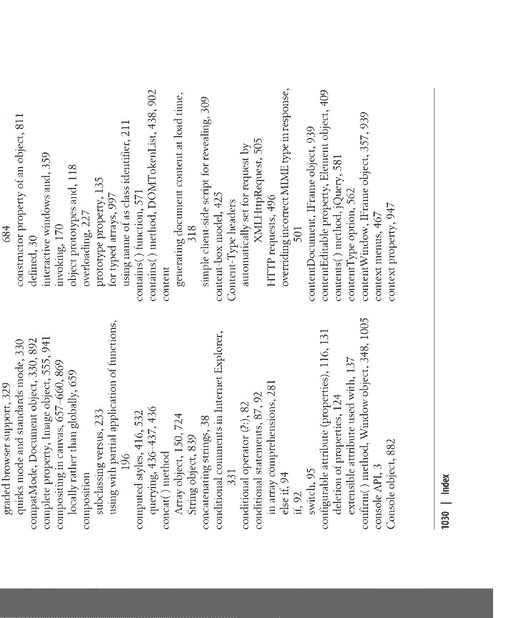 graded browser support, 329
quirks mode and standards mode, 330
compatMode, Document object, 330, 892
complete property, Image object, 555, 941
compositing in canvas, 657–660, 869
locally rather than globally, 659
composition
subclassing versus, 233
using with partial application of functions,
196
computed styles, 416, 532
querying, 436–437, 436
concat() method
Array object, 150, 724
String object, 839
concatenating strings, 38
conditional comments in Internet Explorer,
331
conditional operator (?:), 82
conditional statements, 87, 92
in array comprehensions, 281
else if, 94
if, 92
switch, 95
configurable attribute (properties), 116, 131
deletion of properties, 124
extensible attribute used with, 137
confirm() method, Window object, 348, 1005
console API, 3
Console object, 882
684
constructor property of an object, 811
defined, 30
interactive windows and, 359
invoking, 170
object prototypes and, 118
overloading, 227
prototype property, 135
for typed arrays, 997
using name of as class identifier, 211
contains() function, 571
contains() method, DOMTokenList, 438, 902
content
generating document content at load time,
318
simple client-side script for revealing, 309
content-box model, 425
Content-Type headers
automatically set for request by
XMLHttpRequest, 505
HTTP requests, 496
overriding incorrect MIME type in response,
501
contentDocument, IFrame object, 939
contentEditable property, Element object, 409
contents() method, jQuery, 581
contentType option, 562
contentWindow, IFrame object, 357, 939
context menus, 467
context property, 947
1030 | Index